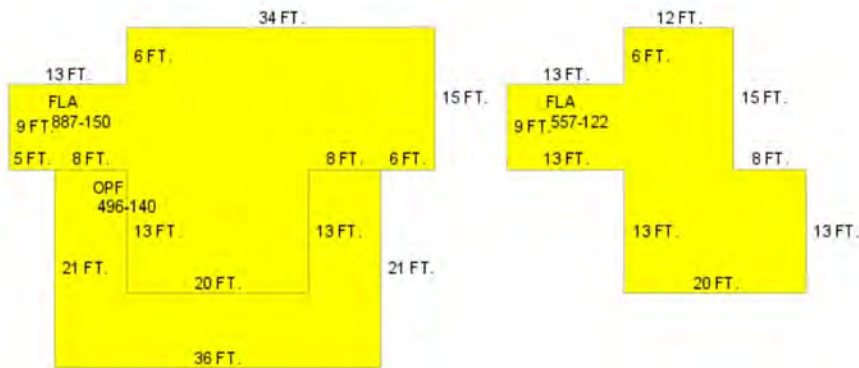 34 FT.
6 FT.
13 FT.
FLA
887-150
9 FT.
15 FT.
5 FT.
8 FT.
8 FT.
6 FT.
OPF
496-140
13 FT.
13 FT.
21 FT.
21 FT.
20 FT.
36 FT.
12 FT.
6 FT.
13 FT.
FLA
557-122
9 FT.
15 FT.
13 FT.
8 FT.
13 FT.
13 FT.
20 FT.